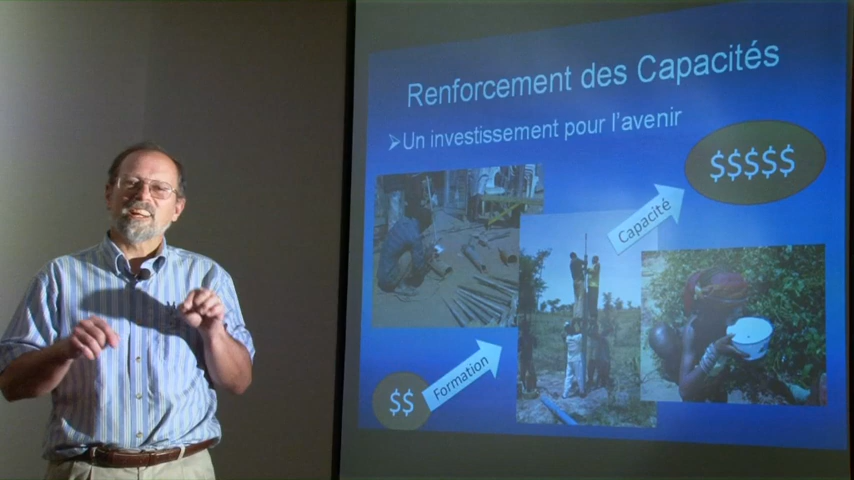 Renforcement des Capacités
➢Un investissement pour l'avenir
$$$$$
Capacité
Formation
$$